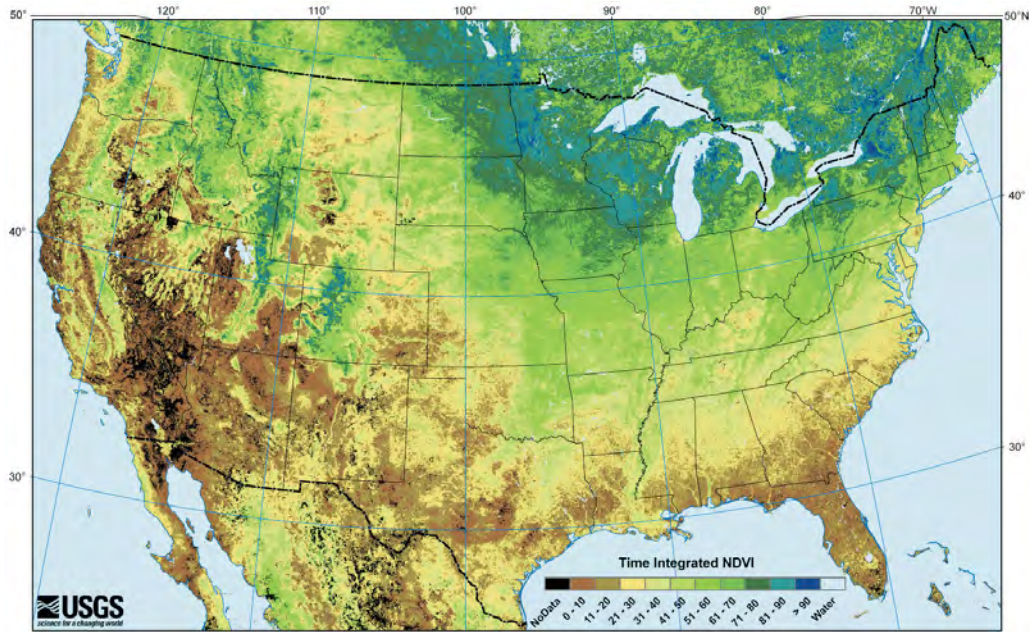 50°
120°
110°
100°
90°
80°
70°W
50°N
40°
40°
30°
30°
Time Integrated NDVI
NoData
0 - 10
11 - 20
21 - 30
31 - 40
41 - 50
51 - 60
61 - 70
71 - 80
81 - 90
> 90
Water
USGS
science for a changing world